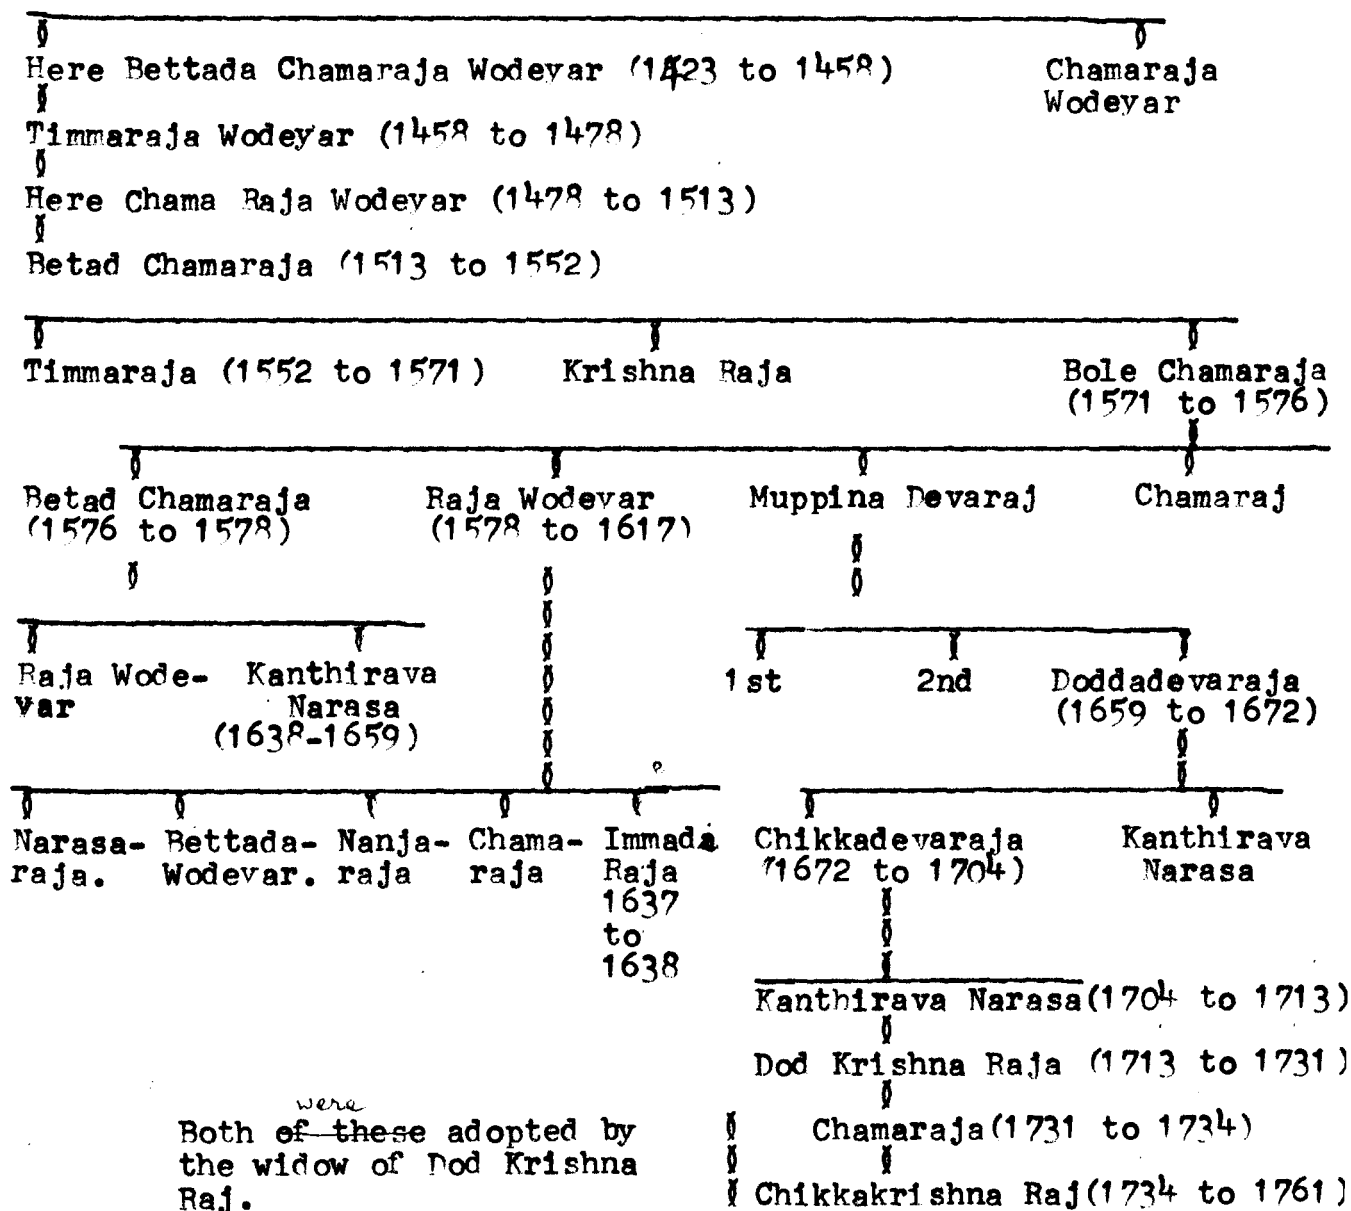 Here Bettada Chamaraja Wodeyar (1423 to 1458) Chamaraja
Wodeyar
Timmaraja Wodeyar (1458 to 1478)
Here Chama Raja Wodeyar (1478 to 1513)
Betad Chamaraja (1513 to 1552)
Timmaraja (1552 to 1571) Krishna Raja Bole Chamaraja
(1571 to 1576)
Betad Chamaraja Raja Wodevar Muppina Devaraj Chamaraj
(1576 to 1578) (1578 to 1617)
Raja Wode- Kanthirava 1st 2nd Doddadevaraja
var Narasa (1659 to 1672)
(1638-1659)
Narasa- Bettada- Nanja- Chama- Immada Chikkadevaraja Kanthirava
raja. Wodevar. raja raja Raja (1672 to 1704) Narasa
1637
to
1638
Kanthirava Narasa(1704 to 1713)
Dod Krishna Raja (1713 to 1731)
were
Both of these adopted by Chamaraja(1731 to 1734)
the widow of Dod Krishna
Raj. Chikkakrishna Raj(1734 to 1761)